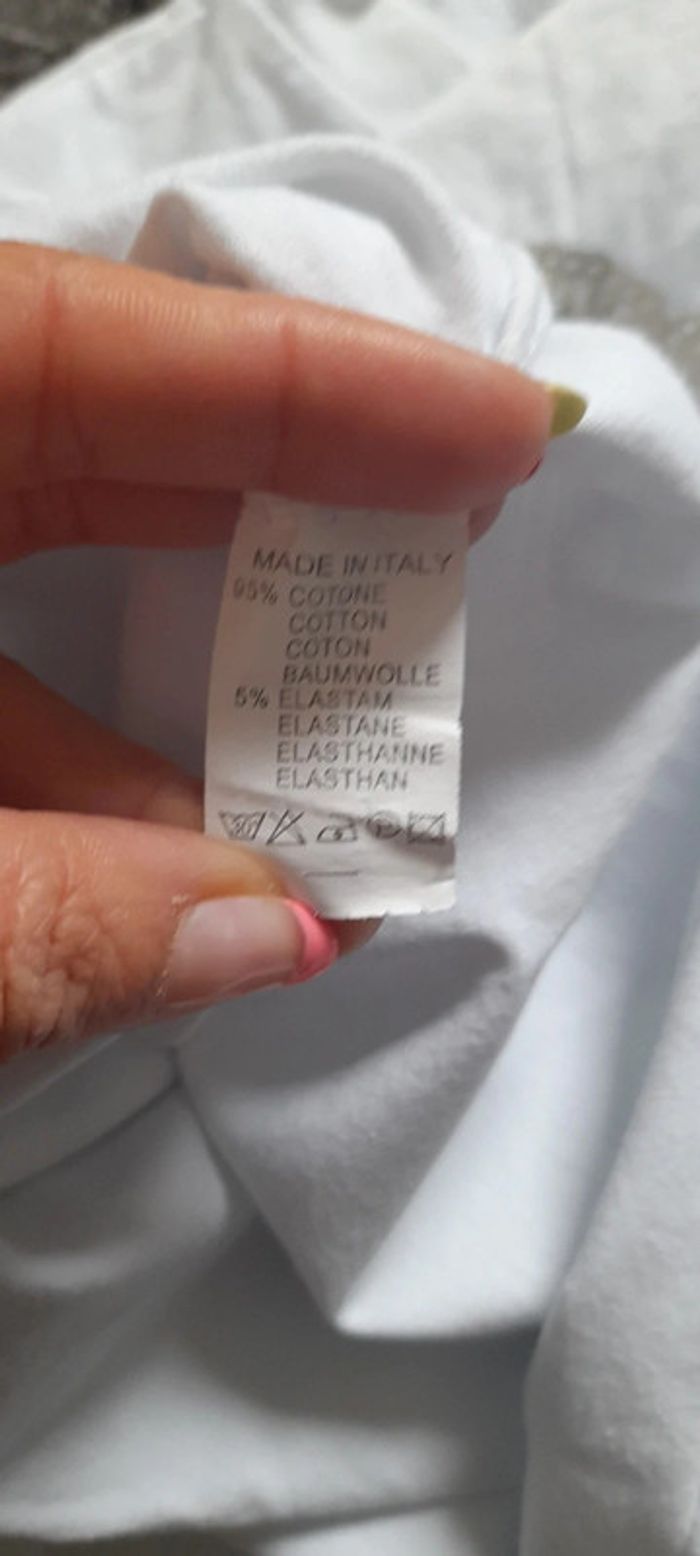 MADE IN ITALY
95% COTONE
COTTON
COTON
BAUMWOLLE
5% ELASTAM
ELASTANE
ELASTHANNE
ELASTHAN